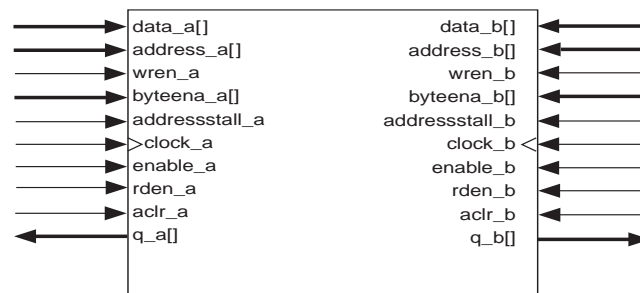 data_a[] data_b[]
address_a[] address_b[]
wren_a wren_b
byteena_a[] byteena_b[]
addressstall_a addressstall_b
clock_a clock_b
enable_a enable_b
rden_a rden_b
aclr_a aclr_b
q_a[] q_b[]